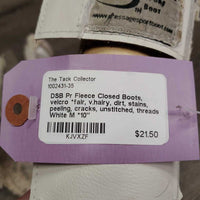 BOOT
The Tack Collector
1002431-35
DSB Pr Fleece Closed Boots,
velcro *fair, v.hairy, dirt, stains,
peeling, cracks, unstitched, threads
White M "10"
KJVXZF
$21.50